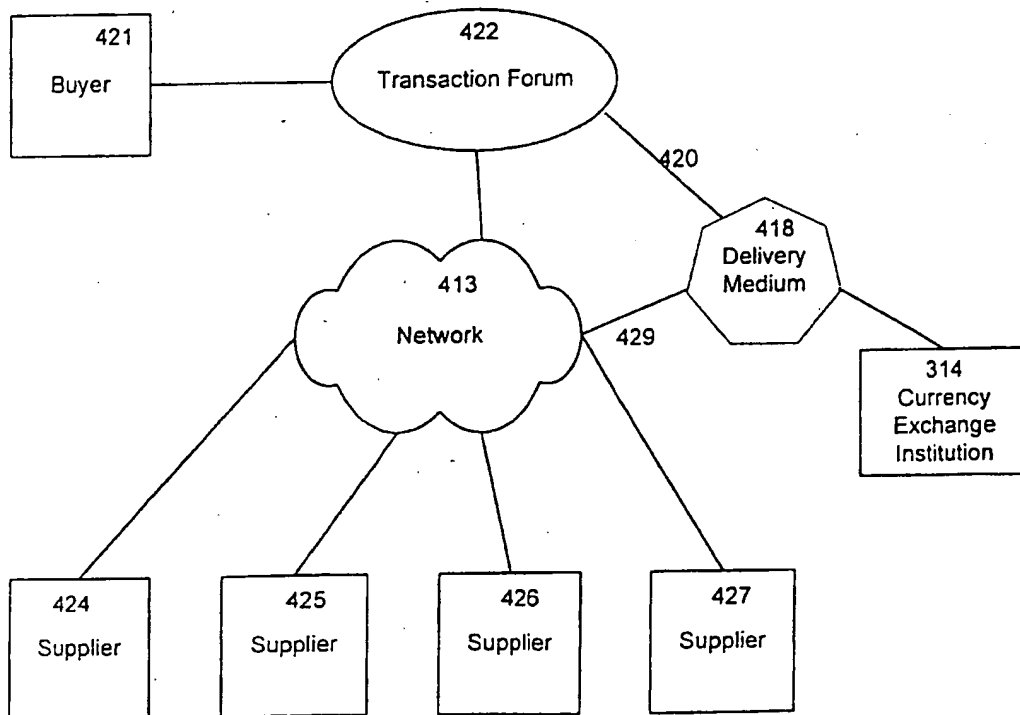 421
Buyer
422
Transaction Forum
420
418
Delivery
Medium
413
Network
429
314
Currency
Exchange
Institution
424
Supplier
425
Supplier
426
Supplier
427
Supplier